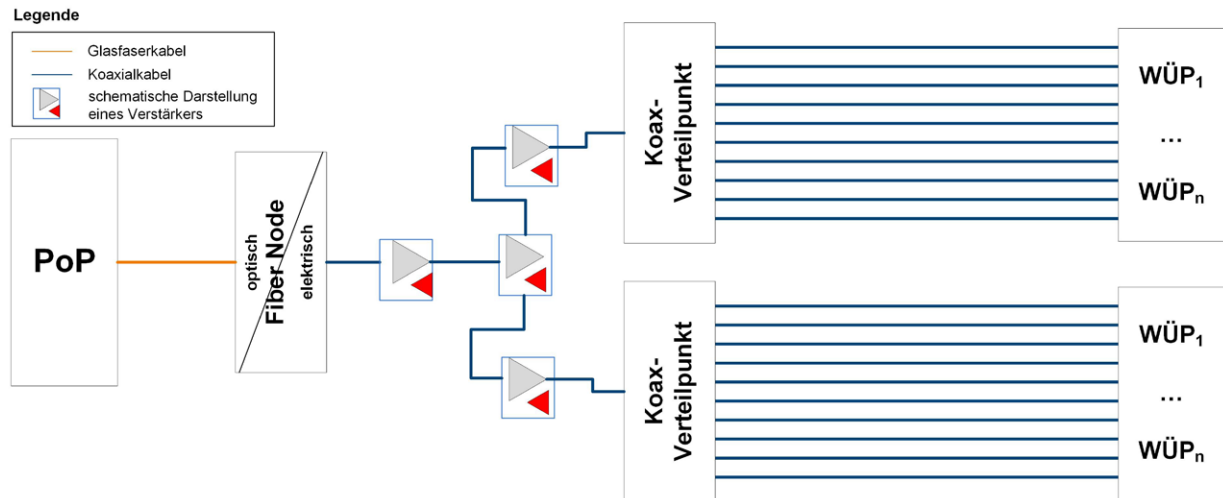 Legende
Glasfaserkabel
Koaxialkabel
schematische Darstellung
eines Verstärkers
PoP
optisch
Fiber Node
elektrisch
Koax-
Verteilpunkt
WÜP1
...
WÜPn
Koax-
Verteilpunkt
WÜP1
...
WÜPn